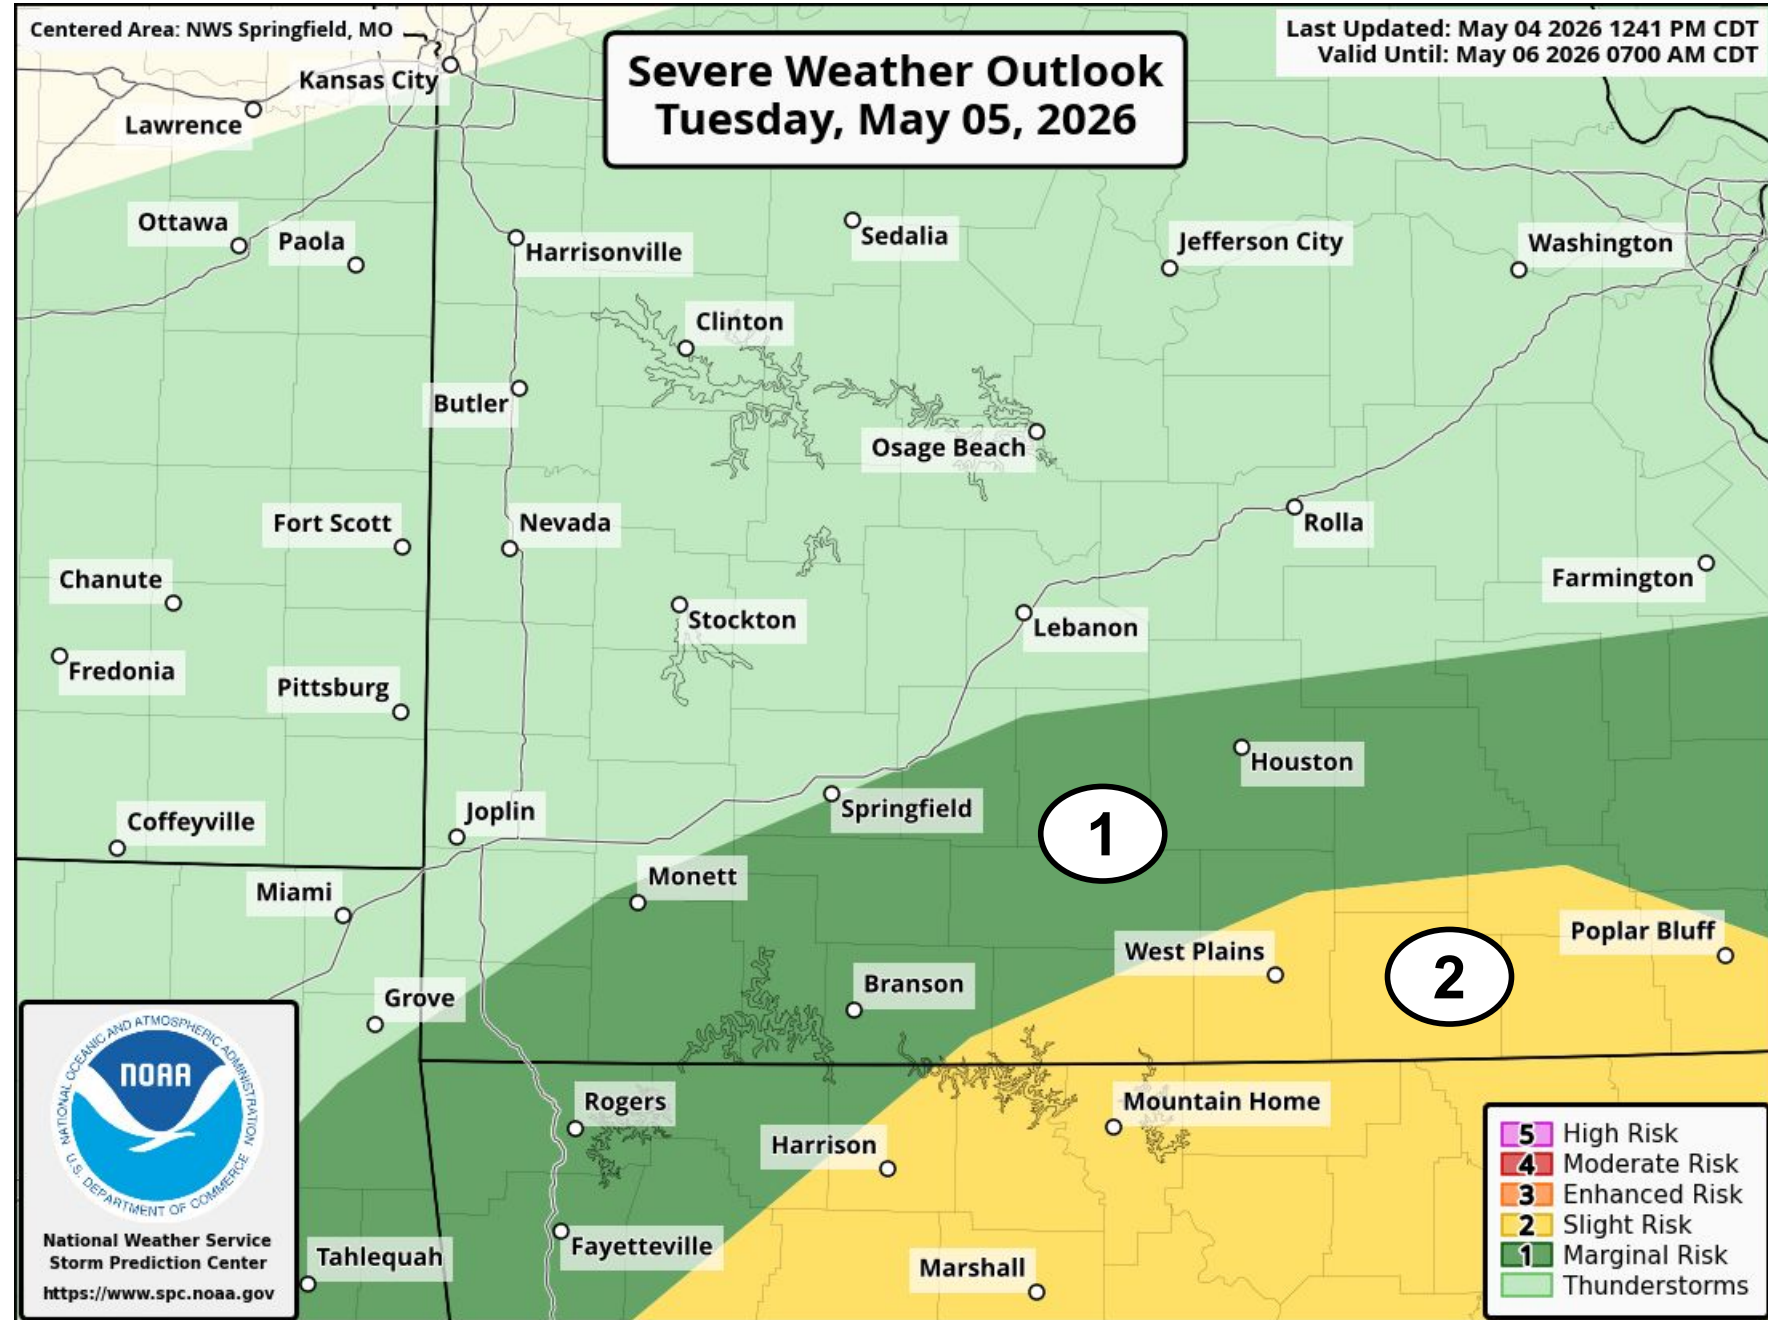 Centered Area: NWS Springfield, MO
Last Updated: May 04 2026 1241 PM CDT
Valid Until: May 06 2026 0700 AM CDT
Severe Weather Outlook
Tuesday, May 05, 2026
Kansas City
Lawrence
Ottawa
Paola
Harrisonville
Sedalia
Jefferson City
Washington
Clinton
Butler
Osage Beach
Fort Scott
Nevada
Rolla
Chanute
Farmington
Stockton
Lebanon
Fredonia
Pittsburg
Houston
Joplin
Springfield
Coffeyville
1
Monett
Miami
Poplar Bluff
West Plains
2
Branson
Grove
Rogers
Mountain Home
Harrison
Fayetteville
Tahlequah
Marshall
NATIONAL OCEANIC AND ATMOSPHERIC ADMINISTRATION
NOAA
U.S. DEPARTMENT OF COMMERCE
National Weather Service
Storm Prediction Center
https://www.spc.noaa.gov
5 High Risk
4 Moderate Risk
3 Enhanced Risk
2 Slight Risk
1 Marginal Risk
Thunderstorms